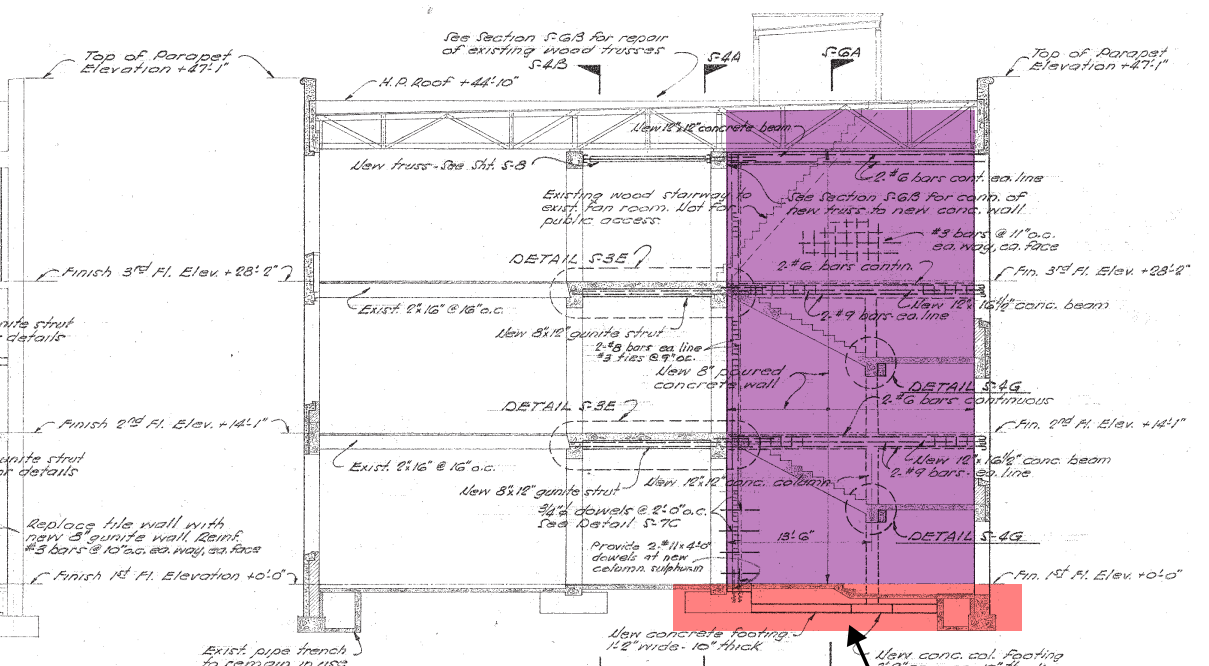 See Section S-6B for repair
of existing wood trusses
S-4B
S-4A
S-6A
Top of Parapet
Elevation +47'-1"
Top of Parapet
Elevation +47'-1"
H.P. Roof +44'-10"
New 12"x12" concrete beam
New truss - See Sht. S-8
2-#6 bars cont. ea. line
Existing wood stairway to
exist. fan room. Not for
public access.
See Section S-6B for conn. of
new truss to new conc. wall
#3 bars @ 11" o.c.
ea. way, ea. face
DETAIL S-3E
2-#6 bars contin.
Finish 3rd Fl. Elev. +28'-2"
Fin. 3rd Fl. Elev. +28'-2"
Exist. 2"x16" @ 16" o.c.
New 12"x16½" conc. beam
2-#9 bars ea. line
New 8"x12" gunite strut
unite strut
details
2-#8 bars ea. line
#3 ties @ 9" o.c.
New 8" poured
concrete wall
DETAIL S-4G
2-#6 bars continuous
DETAIL S-3E
Finish 2nd Fl. Elev. +14'-1"
Fin. 2nd Fl. Elev. +14'-1"
unite strut
or details
Exist. 2"x16" @ 16" o.c.
New 12"x16½" conc. beam
2-#9 bars ea. line
New 8"x12" gunite strut
New 12"x12" conc. column
¾"ø dowels @ 2'-0" o.c.
See Detail S-7C
Replace tile wall with
new 8" gunite wall. Reinf.
#3 bars @ 10" o.c. ea. way, ea. face
13'-6"
DETAIL S-4G
Provide 2-#11x4'-0"
dowels at new
column. sulphur in
Finish 1st Fl. Elevation +0'-0"
Fin. 1st Fl. Elev. +0'-0"
New concrete footing
1'-2" wide - 10" thick
Exist. pipe trench
to remain in use
New conc. col. footing